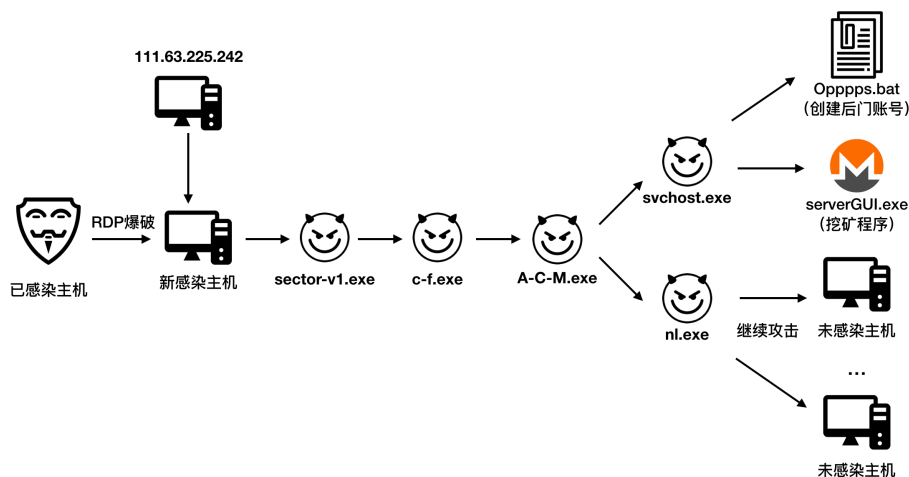 111.63.225.242
Opppps.bat
（创建后门账号）
svchost.exe
serverGUI.exe
（挖矿程序）
RDP爆破
已感染主机
新感染主机
sector-v1.exe
c-f.exe
A-C-M.exe
nl.exe
继续攻击
未感染主机
...
未感染主机